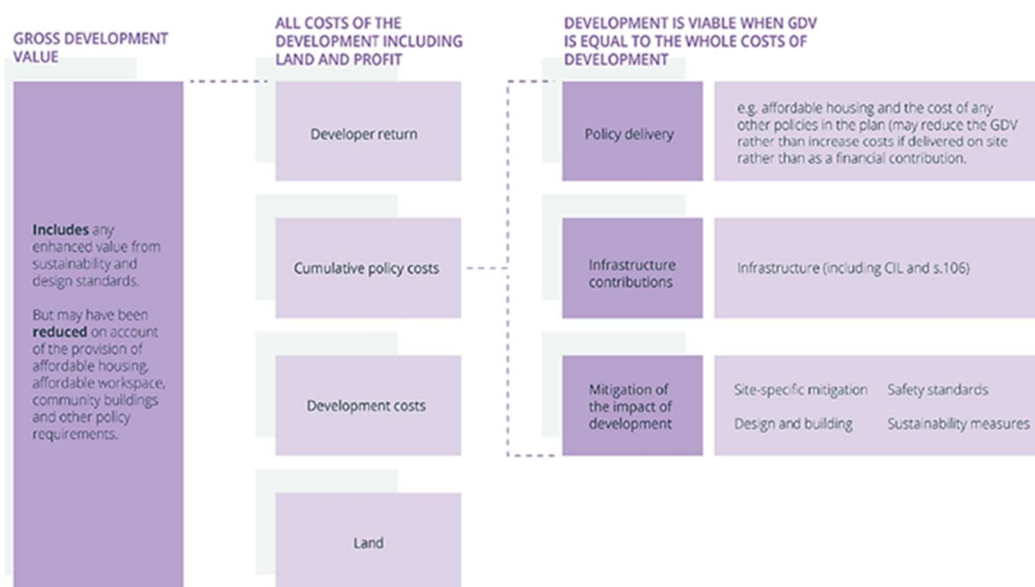 GROSS DEVELOPMENT
VALUE
Includes any
enhanced value from
sustainability and
design standards.
But may have been
reduced on account
of the provision of
affordable housing,
affordable workspace,
community buildings
and other policy
requirements.
ALL COSTS OF THE
DEVELOPMENT INCLUDING
LAND AND PROFIT
Developer return
Cumulative policy costs
Development costs
Land
DEVELOPMENT IS VIABLE WHEN GDV
IS EQUAL TO THE WHOLE COSTS OF
DEVELOPMENT
Policy delivery
e.g. affordable housing and the cost of any
other policies in the plan (may reduce the GDV
rather than increase costs if delivered on site
rather than as a financial contribution.
Infrastructure
contributions
Infrastructure (including CIL and s.106)
Mitigation of
the impact of
development
Site-specific mitigation Safety standards
Design and building Sustainability measures